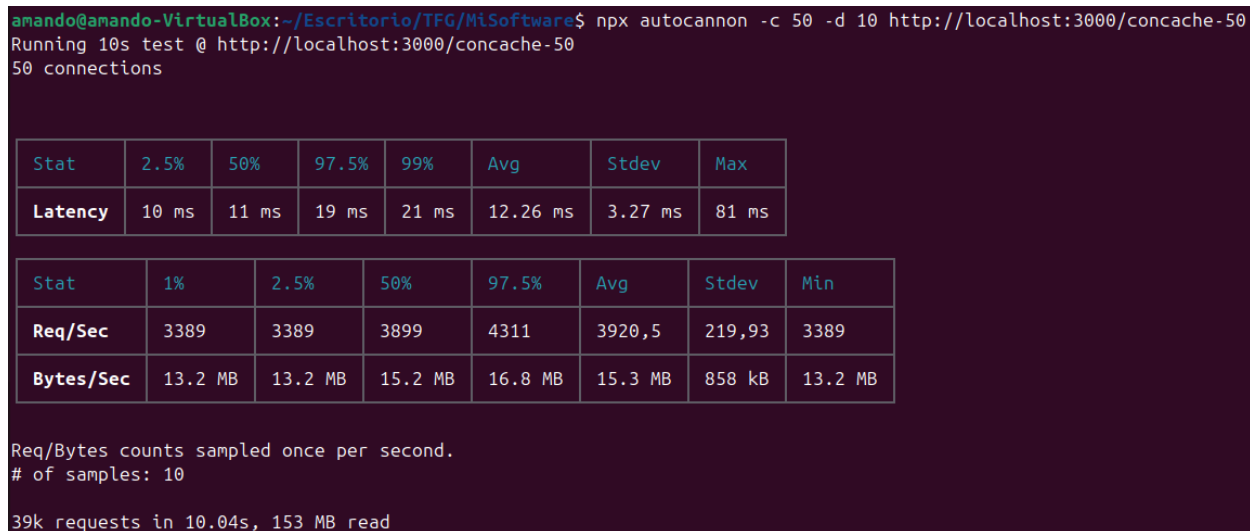 amando@amando-VirtualBox:~/Escritorio/TFG/MiSoftware$ npx autocannon -c 50 -d 10 http://localhost:3000/concache-50
Running 10s test @ http://localhost:3000/concache-50
50 connections
Stat 2.5% 50% 97.5% 99% Avg Stdev Max
Latency 10 ms 11 ms 19 ms 21 ms 12.26 ms 3.27 ms 81 ms
Stat 1% 2.5% 50% 97.5% Avg Stdev Min
Req/Sec 3389 3389 3899 4311 3920,5 219,93 3389
Bytes/Sec 13.2 MB 13.2 MB 15.2 MB 16.8 MB 15.3 MB 858 kB 13.2 MB
Req/Bytes counts sampled once per second.
# of samples: 10
39k requests in 10.04s, 153 MB read